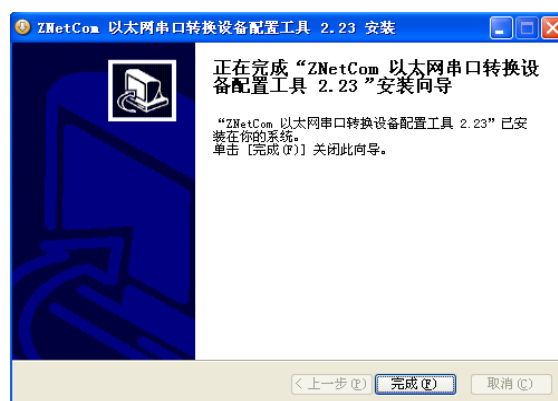 ZNetCom 以太网串口转换设备配置工具 2.23 安装
正在完成“ZNetCom 以太网串口转换设
备配置工具 2.23 ”安装向导
“ZNetCom 以太网串口转换设备配置工具 2.23”已安
装在你的系统。
单击 [完成(F)] 关闭此向导。
< 上一步(P) 完成(F) 取消(C)